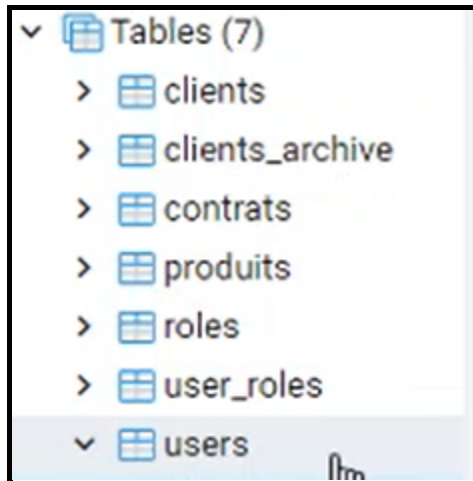 Tables (7)
clients
clients_archive
contrats
produits
roles
user_roles
users